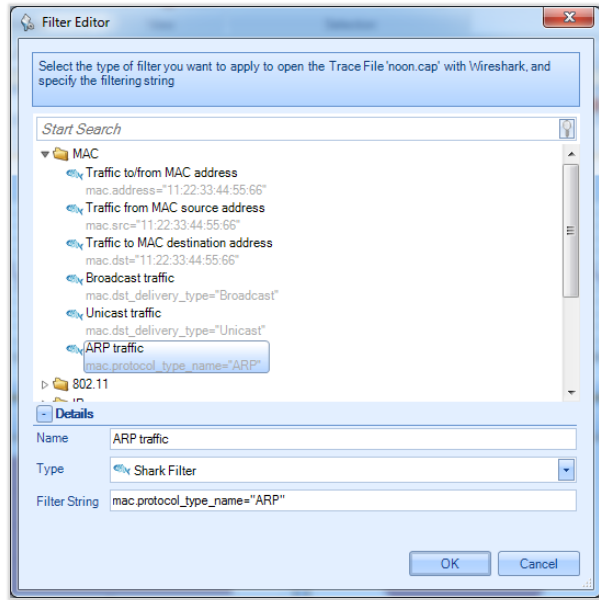 Filter Editor
Select the type of filter you want to apply to open the Trace File 'noon.cap' with Wireshark, and
specify the filtering string
Start Search
MAC
Traffic to/from MAC address
mac.address="11:22:33:44:55:66"
Traffic from MAC source address
mac.src="11:22:33:44:55:66"
Traffic to MAC destination address
mac.dst="11:22:33:44:55:66"
Broadcast traffic
mac.dst_delivery_type="Broadcast"
Unicast traffic
mac.dst_delivery_type="Unicast"
ARP traffic
mac.protocol_type_name="ARP"
802.11
Details
Name ARP traffic
Type Shark Filter
Filter String mac.protocol_type_name="ARP"
OK Cancel